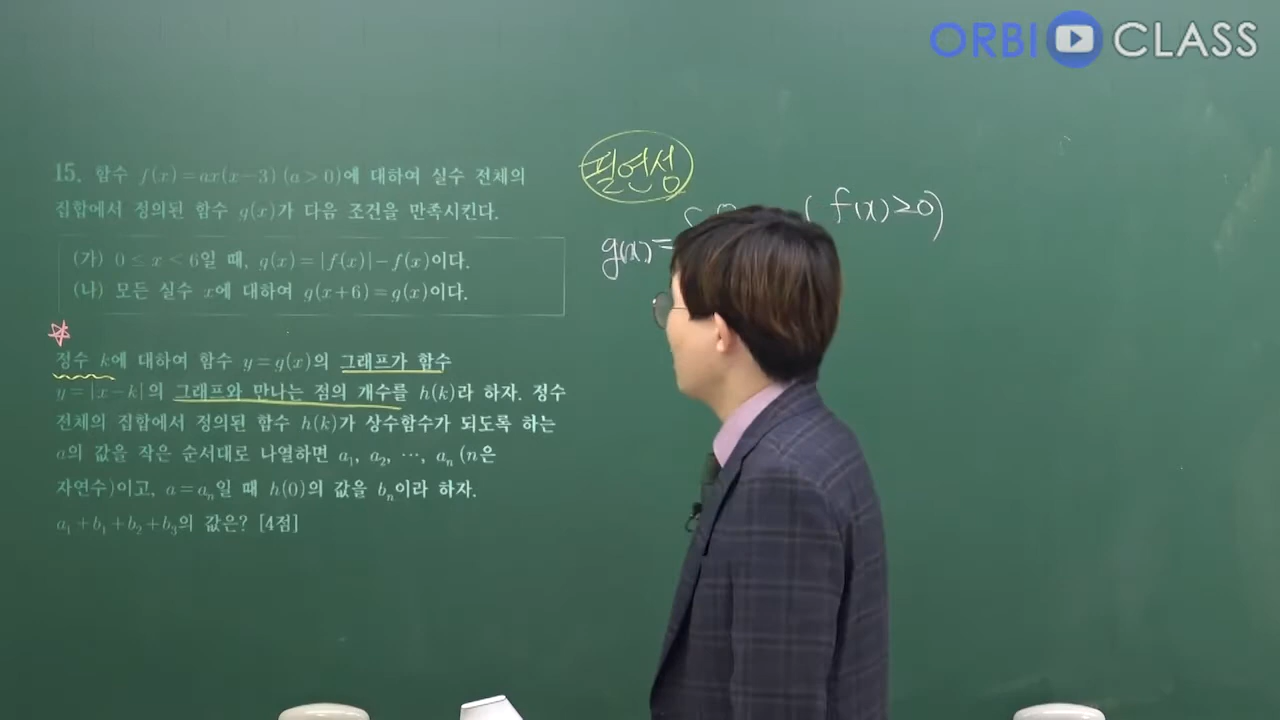 ORBI CLASS
15. 함수 f(x)=ax(x-3) (a>0)에 대하여 실수 전체의
집합에서 정의된 함수 g(x)가 다음 조건을 만족시킨다.
(가) 0≤x<6일 때, g(x)=|f(x)|-f(x)이다.
(나) 모든 실수 x에 대하여 g(x+6)=g(x)이다.
정수 k에 대하여 함수 y=g(x)의 그래프가 함수
y=|x-k|의 그래프와 만나는 점의 개수를 h(k)라 하자. 정수
전체의 집합에서 정의된 함수 h(k)가 상수함수가 되도록 하는
a의 값을 작은 순서대로 나열하면 a₁, a₂, ⋯, aₙ (n은
자연수)이고, a=aₙ일 때 h(0)의 값을 bₙ이라 하자.
a₁+b₁+b₂+b₃의 값은? [4점]
필연성
( f(x)≥0)
g(x)=